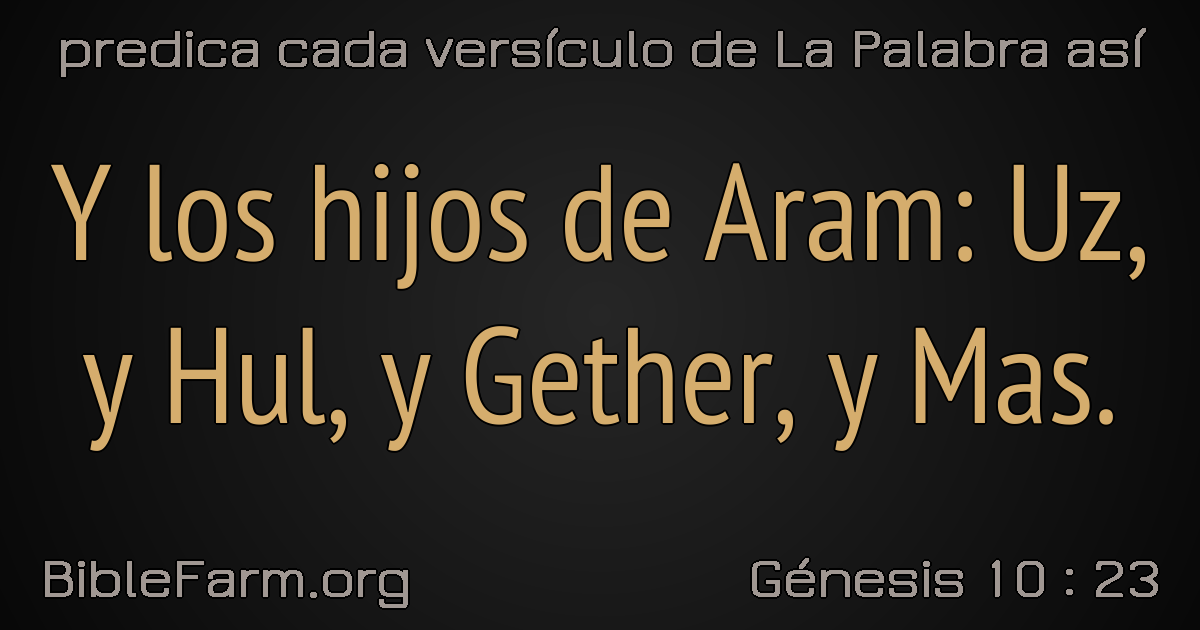 predica cada versículo de La Palabra así
Y los hijos de Aram: Uz,
y Hul, y Gether, y Mas.
BibleFarm.org
Génesis 10 : 23